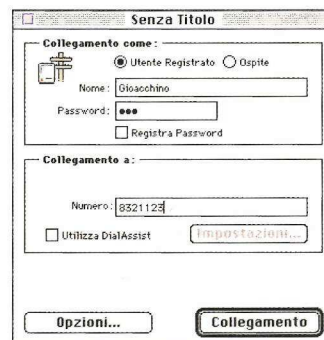 Senza Titolo
Collegamento come:
Utente Registrato Ospite
Nome: Gioacchino
Password: •••
Registra Password
Collegamento a:
Numero: 8321123
Utilizza DialAssist Impostazioni...
Opzioni... Collegamento